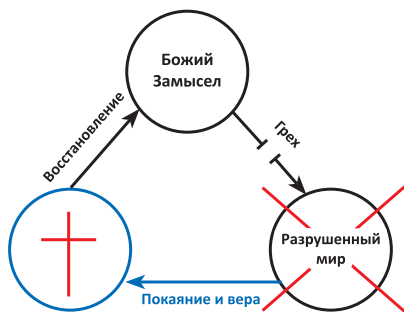 Божий
Замысел
Грех
Разрушенный
мир
Покаяние и вера
Восстановление